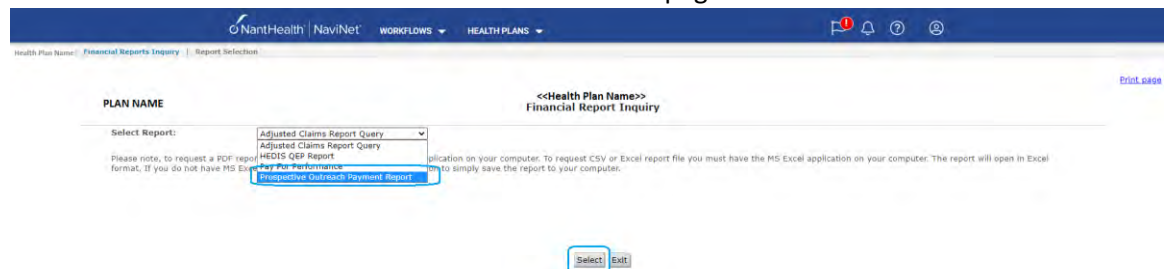 NantHealth® | NaviNet® WORKFLOWS HEALTH PLANS
Health Plan Name: Financial Reports Inquiry | Report Selection
Print page
PLAN NAME
<<Health Plan Name>>
Financial Report Inquiry
Select Report: Adjusted Claims Report Query
Adjusted Claims Report Query
HEDIS QEP Report
Pay For Performance
Prospective Outreach Payment Report
Please note, to request a PDF plication on your computer. To request CSV or Excel report file you must have the MS Excel application on your computer. The report will open in Excel
format. If you do not have MS to simply save the report to your computer.
Select Exit